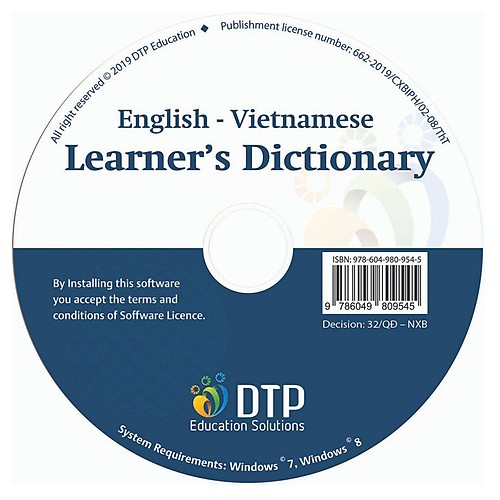 All right reserved © 2019 DTP Education ◆ Publishment license number: 662-2019/CXBIPH/02-08/ThT
English - Vietnamese
Learner's Dictionary
ISBN: 978-604-980-954-5
9 786049 809545
Decision: 32/QĐ – NXB
By Installing this software
you accept the terms and
conditions of Soffware Licence.
DTP
Education Solutions
System Requirements: Windows © 7, Windows © 8